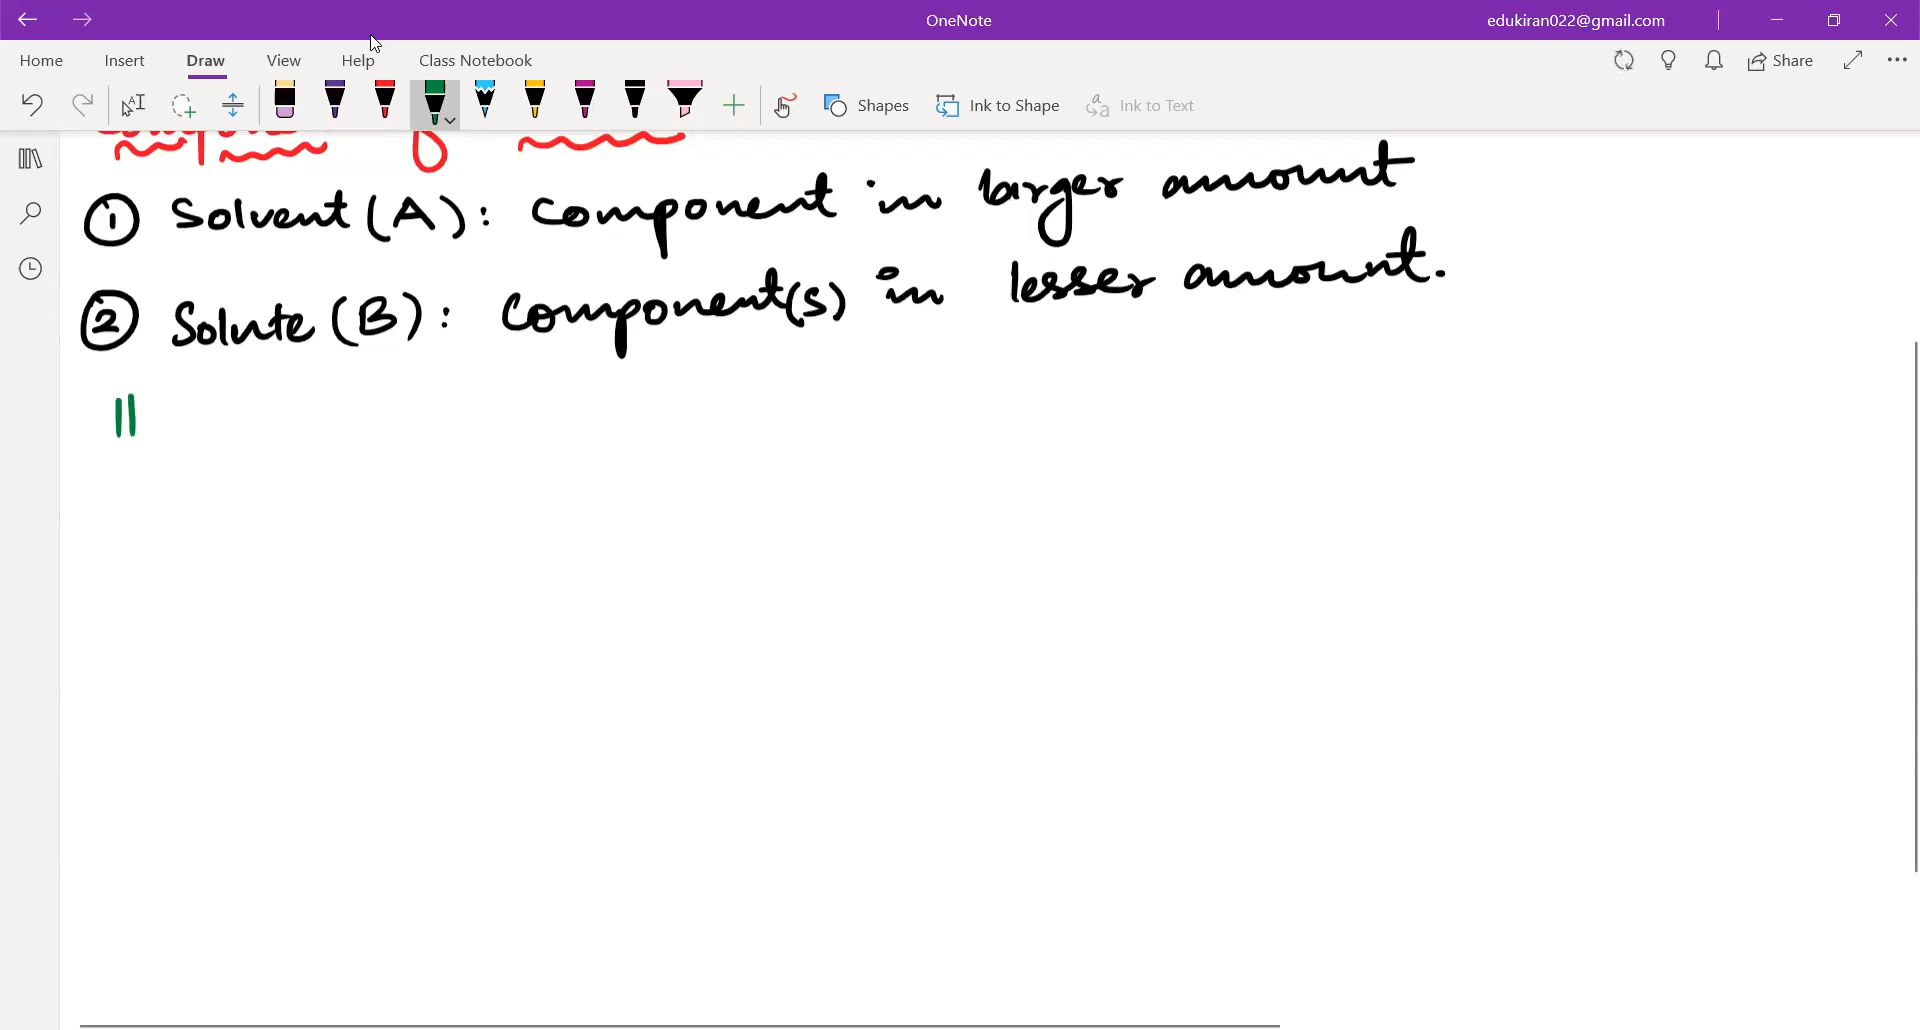 OneNote
edukiran022@gmail.com
Home Insert Draw View Help Class Notebook Share
Shapes Ink to Shape Ink to Text
① Solvent (A): Component in larger amount
② Solute (B): Component(s) in lesser amount.
11